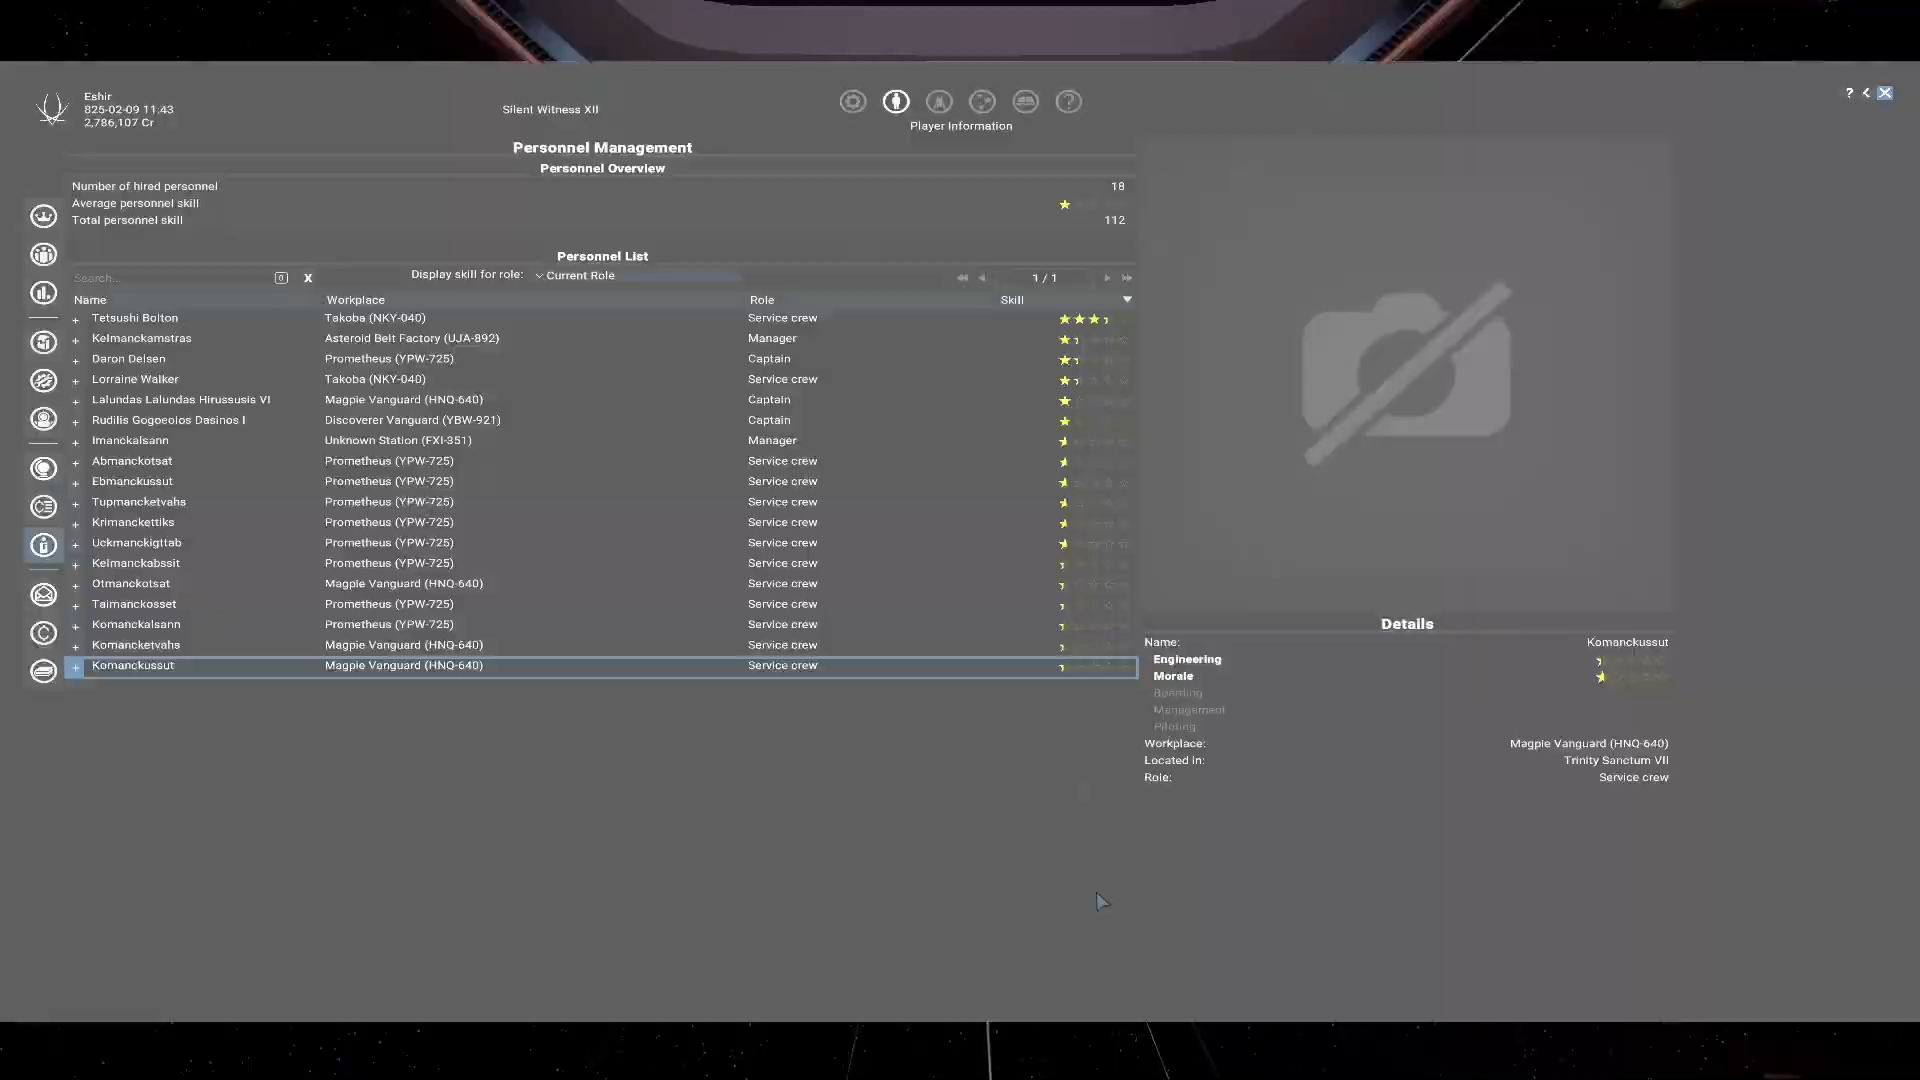 Eshir
825-02-09 11:43
2,786,107 Cr
Silent Witness XII
? < X
Player Information
Personnel Management
Personnel Overview
Number of hired personnel 18
Average personnel skill
Total personnel skill 112
Personnel List
Search... X Display skill for role: Current Role 1 / 1
Name Workplace Role Skill
+ Tetsushi Bolton Takoba (NKY-040) Service crew
+ Kelmanckamstras Asteroid Belt Factory (UJA-892) Manager
+ Daron Delsen Prometheus (YPW-725) Captain
+ Lorraine Walker Takoba (NKY-040) Service crew
+ Lalundas Lalundas Hirussusis VI Magpie Vanguard (HNQ-640) Captain
+ Rudilis Gogoeoios Dasinos I Discoverer Vanguard (YBW-921) Captain
+ Imanckalsann Unknown Station (FXI-351) Manager
+ Abmanckotsat Prometheus (YPW-725) Service crew
+ Ebmanckussut Prometheus (YPW-725) Service crew
+ Tupmancketvahs Prometheus (YPW-725) Service crew
+ Krimanckettiks Prometheus (YPW-725) Service crew
+ Uckmanckigttab Prometheus (YPW-725) Service crew
+ Kelmanckabssit Prometheus (YPW-725) Service crew
+ Otmanckotsat Magpie Vanguard (HNQ-640) Service crew
+ Taimanckosset Prometheus (YPW-725) Service crew
+ Komanckalsann Prometheus (YPW-725) Service crew
+ Komancketvahs Magpie Vanguard (HNQ-640) Service crew
+ Komanckussut Magpie Vanguard (HNQ-640) Service crew
Details
Name: Komanckussut
Engineering
Morale
Boarding
Management
Piloting
Workplace: Magpie Vanguard (HNQ-640)
Located in: Trinity Sanctum VII
Role: Service crew